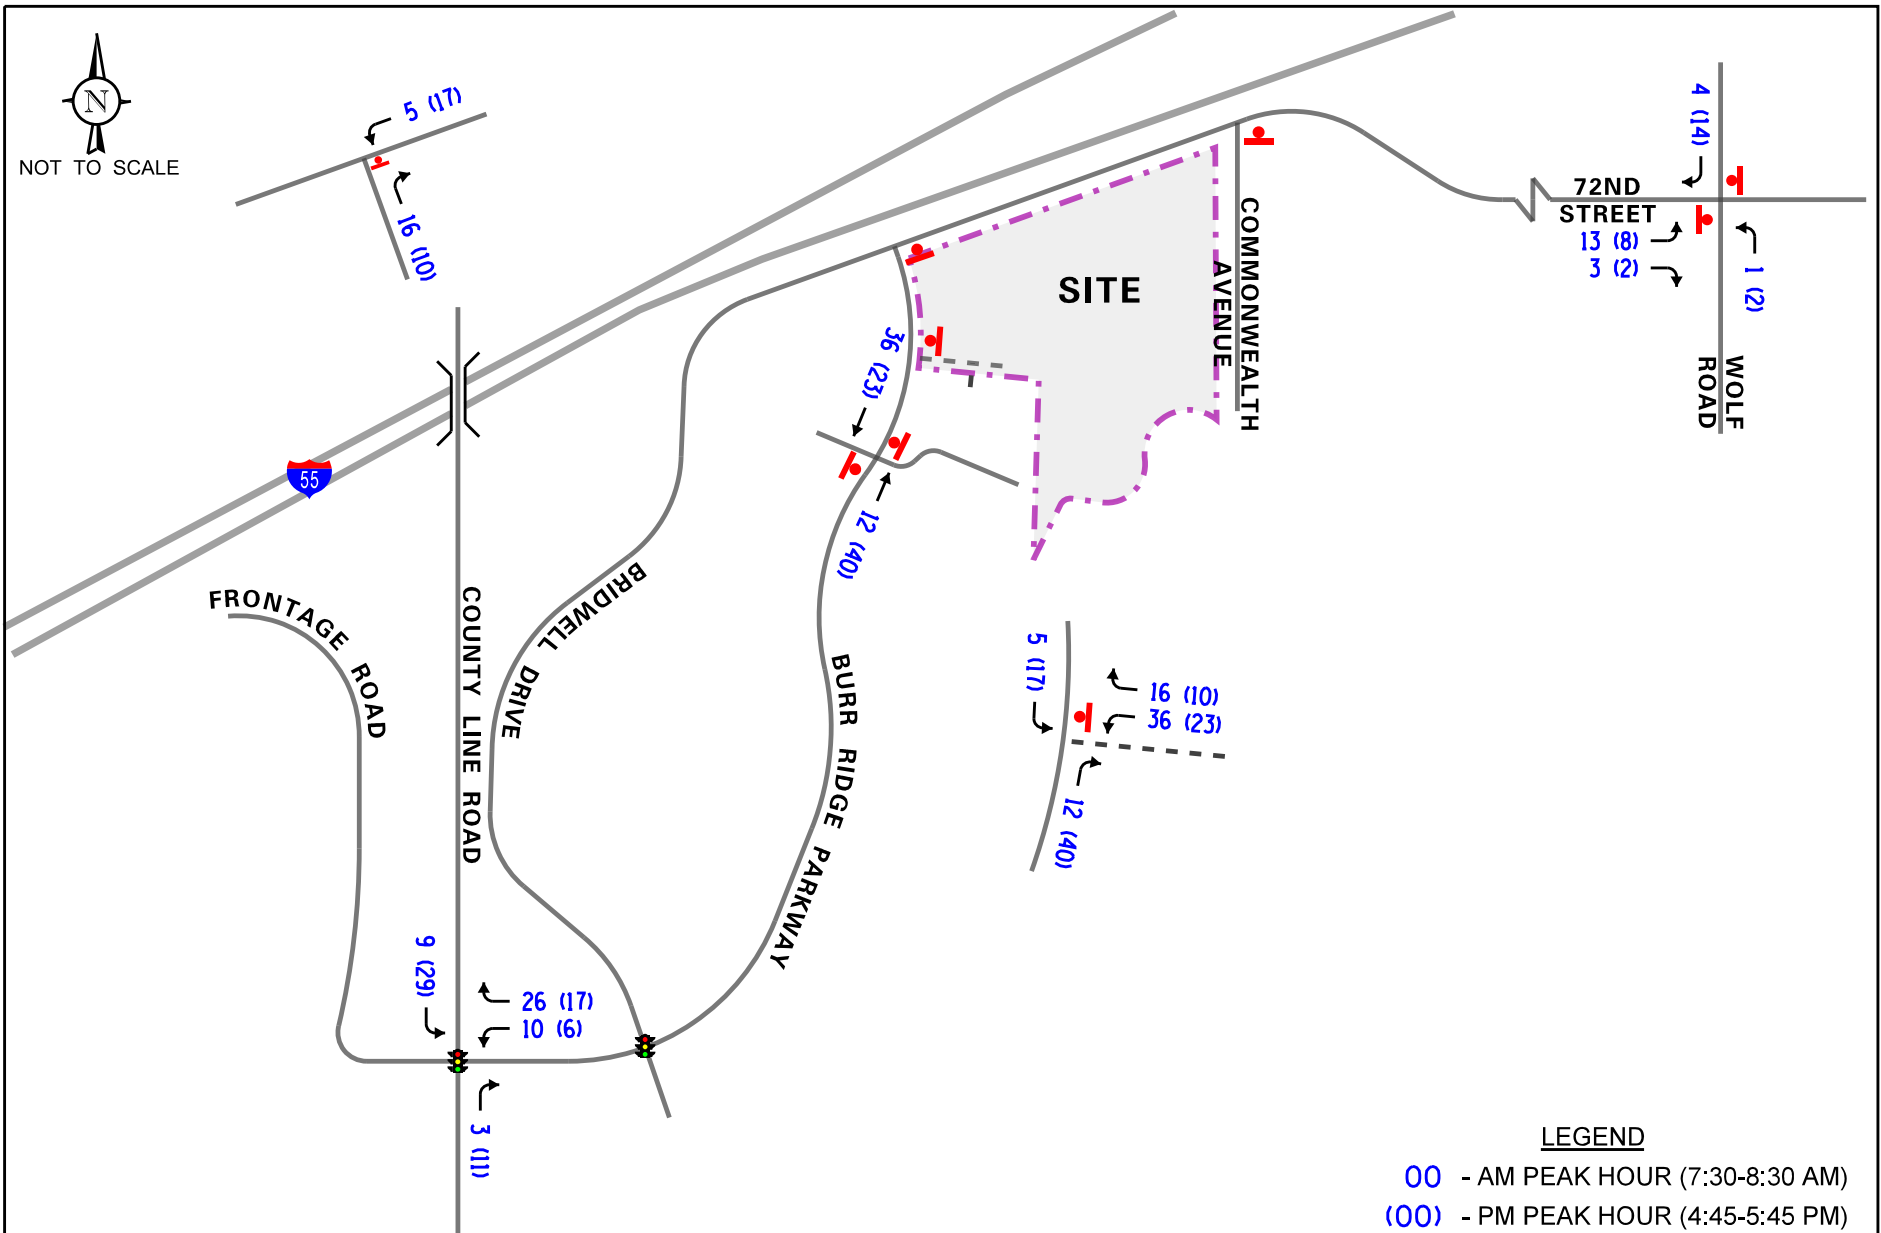 N
NOT TO SCALE
5 (17)
16 (10)
4 (14)
72ND
STREET
13 (8)
3 (2)
1 (2)
WOLF
ROAD
COMMONWEALTH
AVENUE
SITE
36 (23)
12 (40)
55
FRONTAGE ROAD
COUNTY LINE ROAD
BRIDWELL DRIVE
BURR RIDGE PARKWAY
5 (17)
16 (10)
36 (23)
12 (40)
9 (29)
26 (17)
10 (6)
3 (11)
LEGEND
00 - AM PEAK HOUR (7:30-8:30 AM)
(00) - PM PEAK HOUR (4:45-5:45 PM)